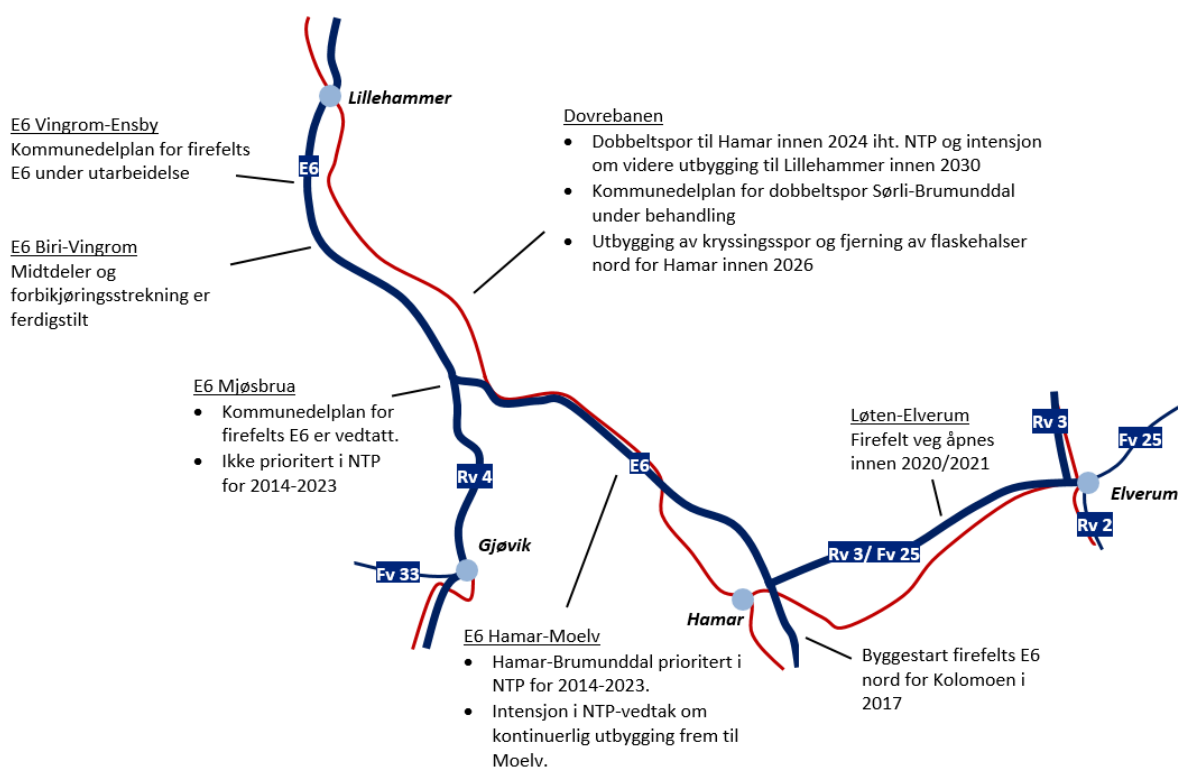 Lillehammer
E6 Vingrom-Ensby
Kommunedelplan for firefelts
E6 under utarbeidelse
E6
E6 Biri-Vingrom
Midtdeler og
forbikjøringsstrekning er
ferdigstilt
Dovrebanen
• Dobbeltspor til Hamar innen 2024 iht. NTP og intensjon
om videre utbygging til Lillehammer innen 2030
• Kommunedelplan for dobbeltspor Sørli-Brumunddal
under behandling
• Utbygging av kryssingsspor og fjerning av flaskehalser
nord for Hamar innen 2026
E6 Mjøsbrua
• Kommunedelplan for
firefelts E6 er vedtatt.
• Ikke prioritert i NTP
for 2014-2023
Rv 4
Gjøvik
Fv 33
E6
Løten-Elverum
Firefelt veg åpnes
innen 2020/2021
Rv 3
Fv 25
Elverum
Rv 2
Rv 3/ Fv 25
Hamar
E6 Hamar-Moelv
• Hamar-Brumunddal prioritert i
NTP for 2014-2023.
• Intensjon i NTP-vedtak om
kontinuerlig utbygging frem til
Moelv.
Byggestart firefelts E6
nord for Kolomoen i
2017